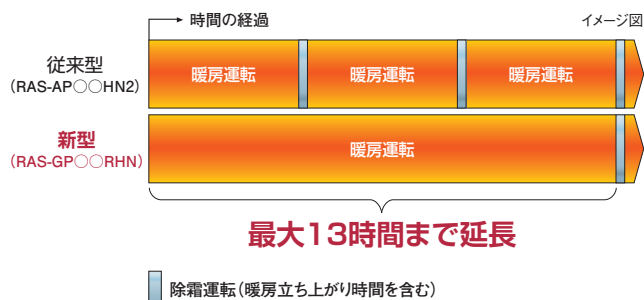 時間の経過
イメージ図
従来型
(RAS-AP○○HN2)
暖房運転
暖房運転
暖房運転
新型
(RAS-GP○○RHN)
暖房運転
最大13時間まで延長
除霜運転(暖房立ち上がり時間を含む)